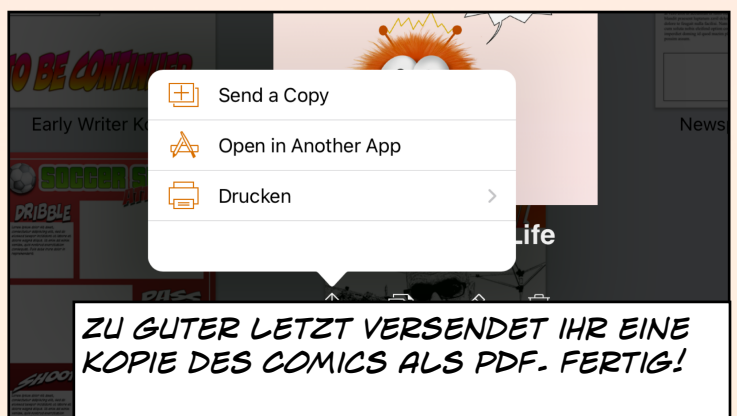 TO BE CONTINUED
Early Writer
News
Send a Copy
Open in Another App
Drucken
SOCCER
DRIBBLE
Life
PASS
SHOOT
ZU GUTER LETZT VERSENDET IHR EINE
KOPIE DES COMICS ALS PDF. FERTIG!